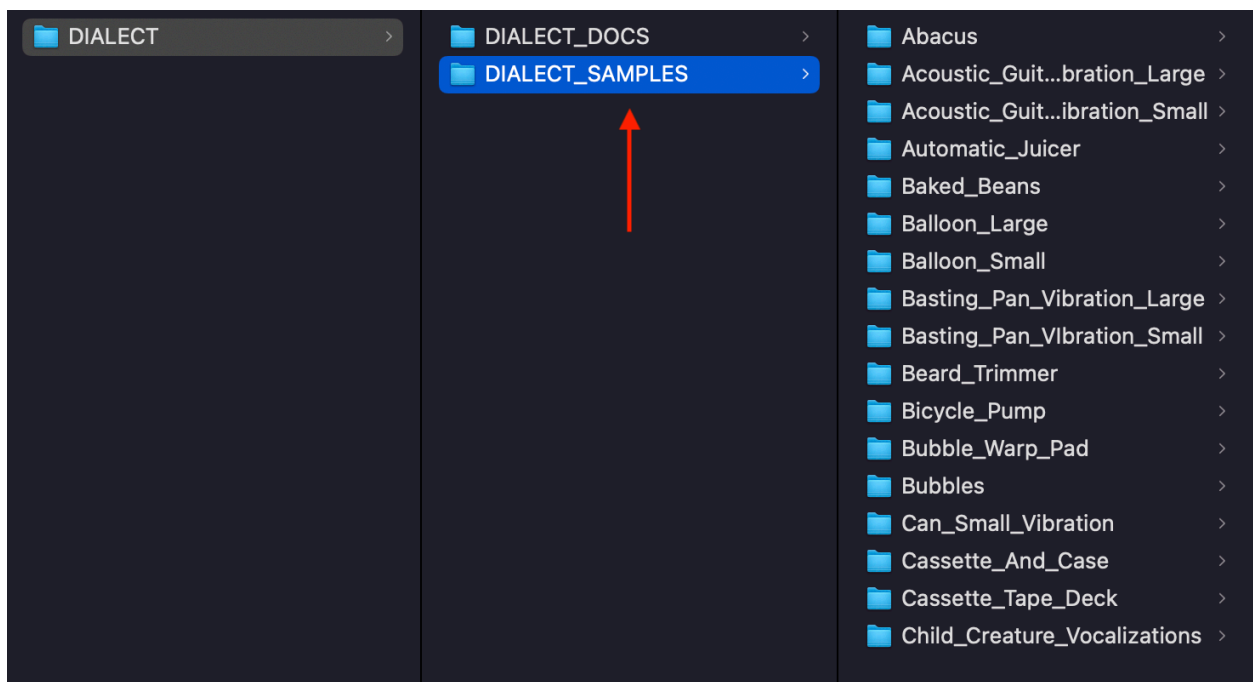 DIALECT
DIALECT_DOCS
DIALECT_SAMPLES
Abacus
Acoustic_Guit...bration_Large
Acoustic_Guit...ibration_Small
Automatic_Juicer
Baked_Beans
Balloon_Large
Balloon_Small
Basting_Pan_Vibration_Large
Basting_Pan_VIbration_Small
Beard_Trimmer
Bicycle_Pump
Bubble_Warp_Pad
Bubbles
Can_Small_Vibration
Cassette_And_Case
Cassette_Tape_Deck
Child_Creature_Vocalizations